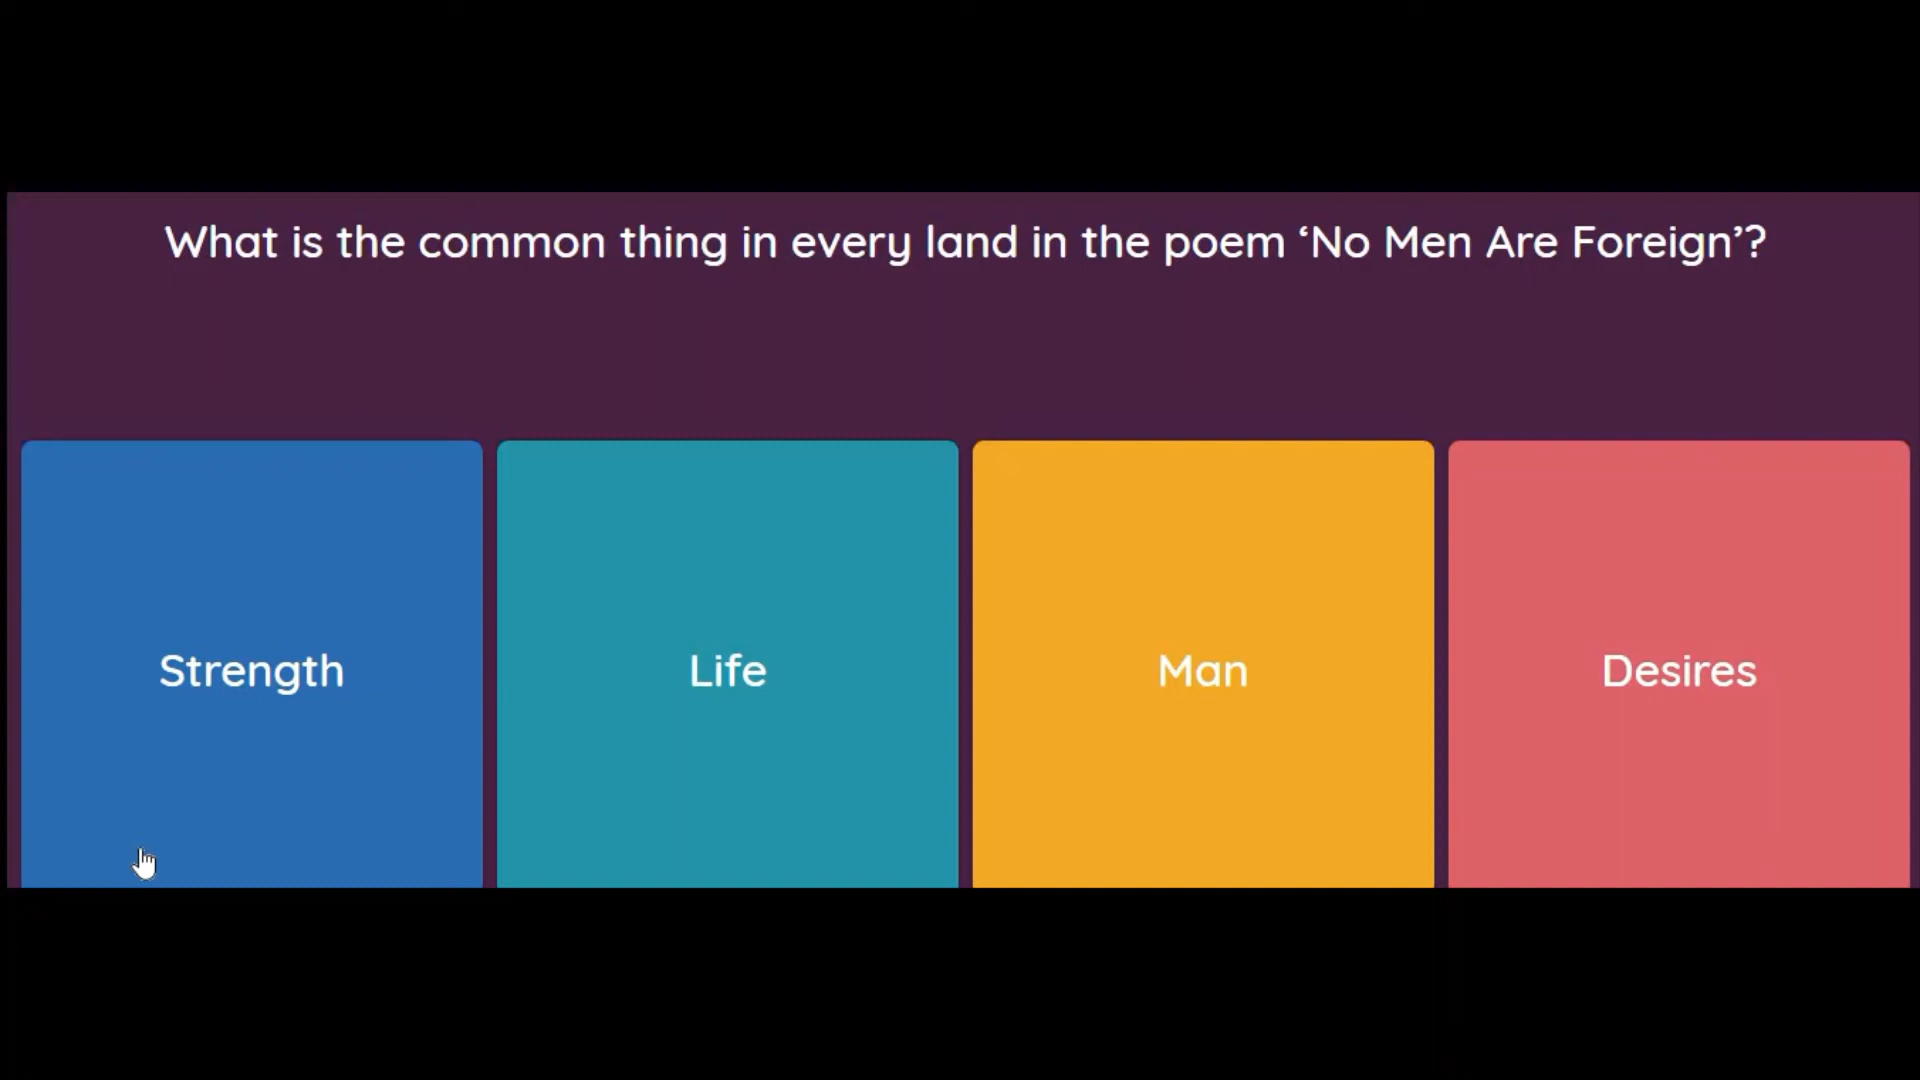 What is the common thing in every land in the poem ‘No Men Are Foreign’?
Strength
Life
Man
Desires